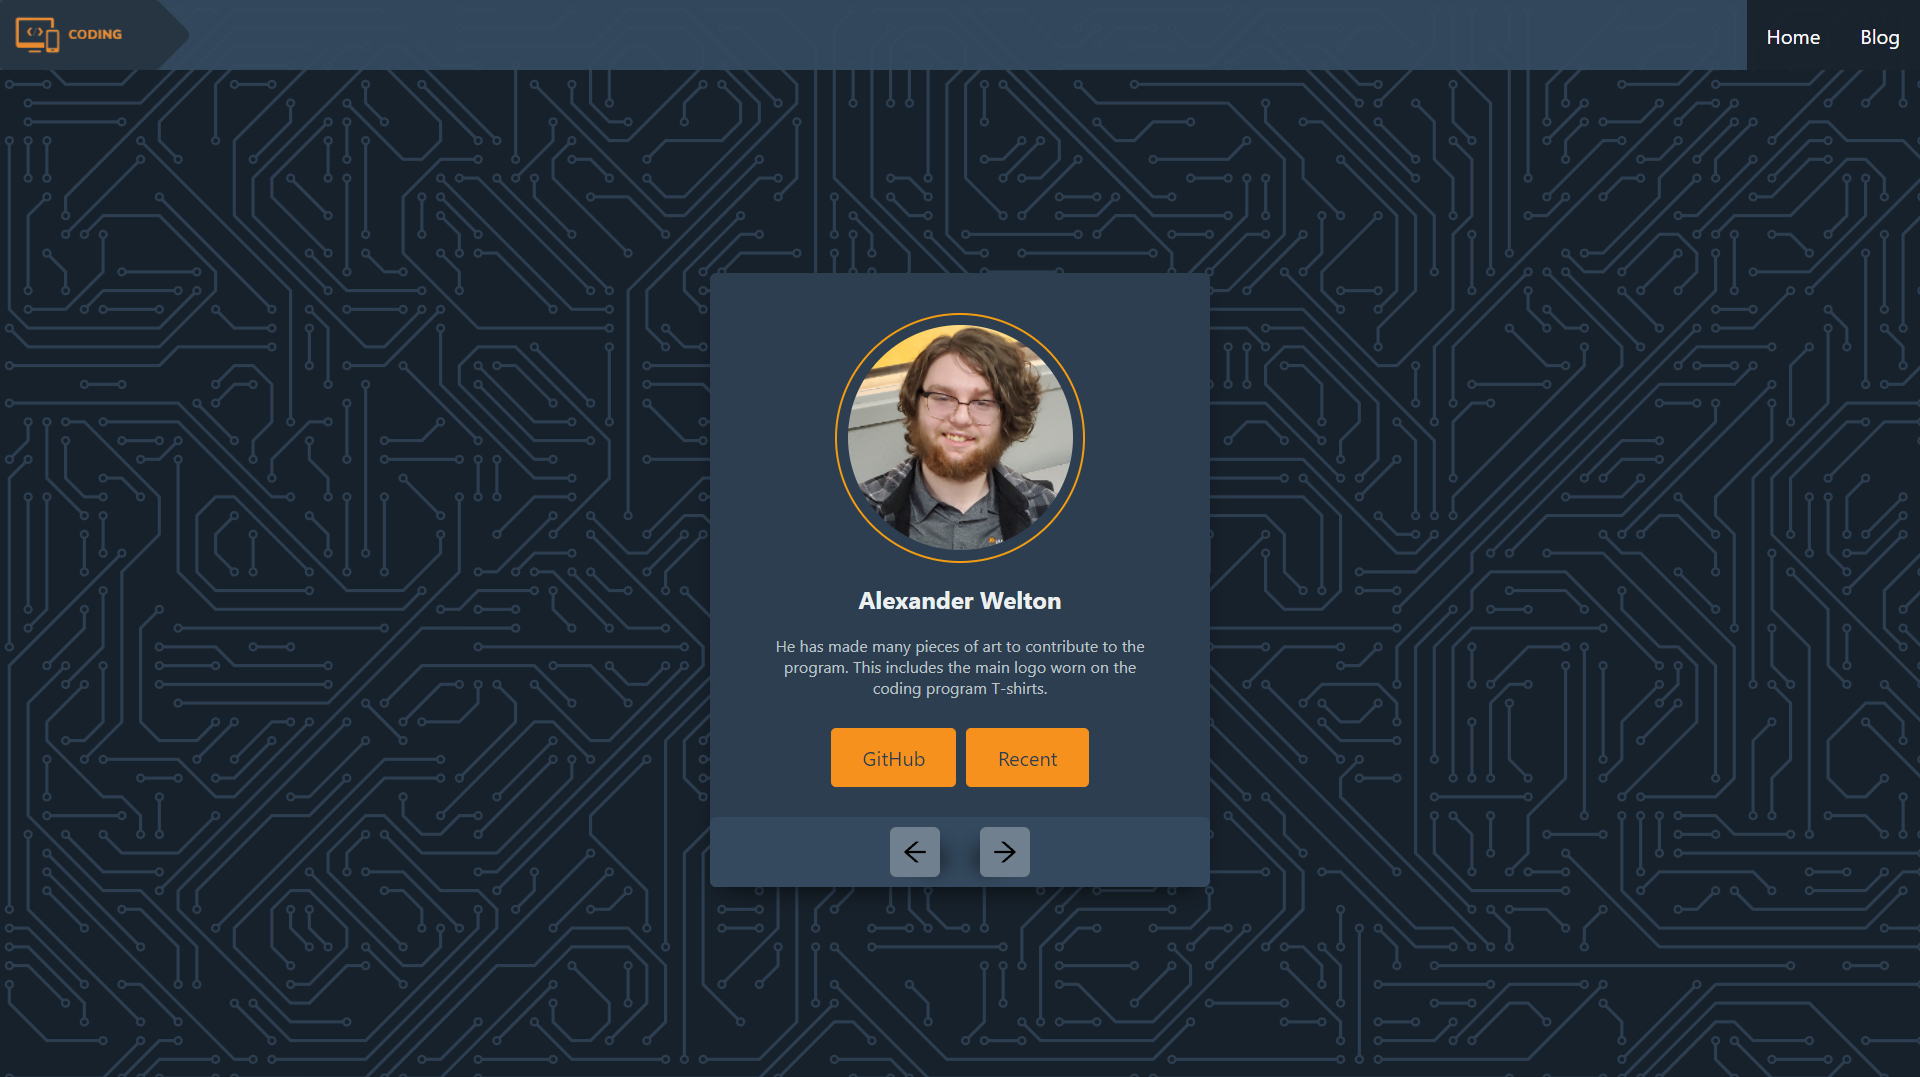 CODING
Home
Blog
Alexander Welton
He has made many pieces of art to contribute to the
program. This includes the main logo worn on the
coding program T-shirts.
GitHub
Recent